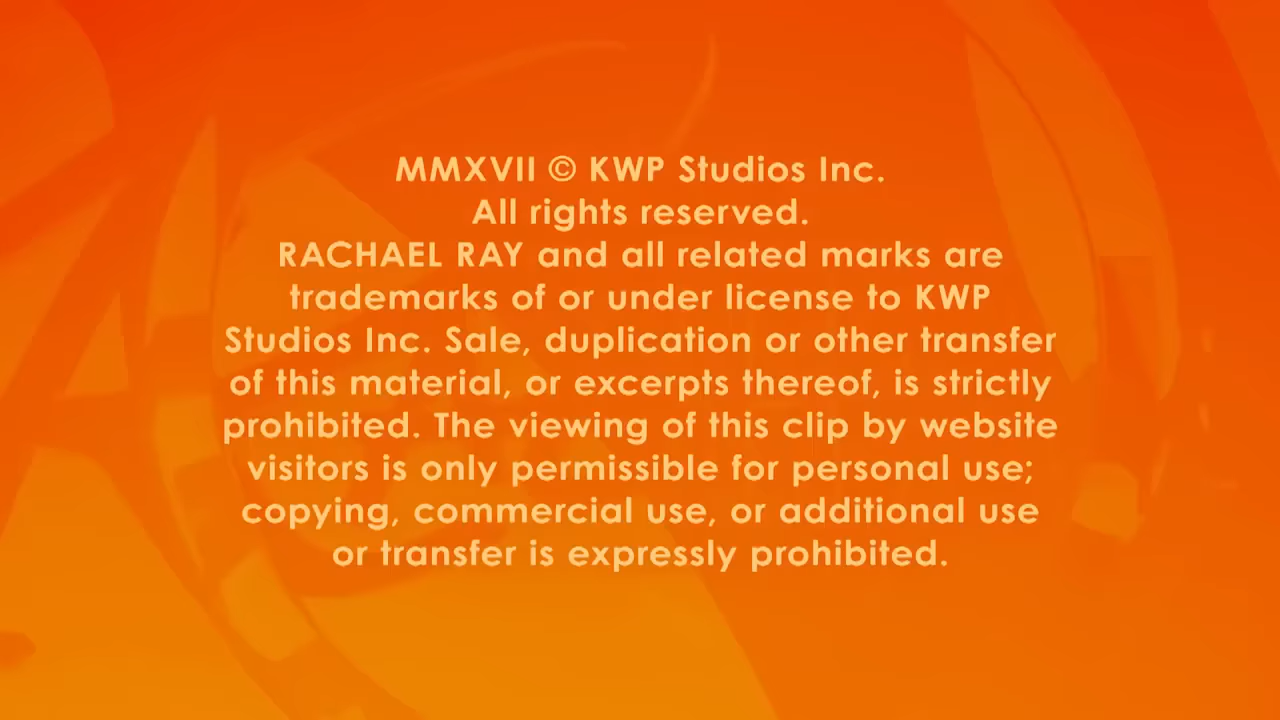 MMXVII © KWP Studios Inc.
All rights reserved.
RACHAEL RAY and all related marks are
trademarks of or under license to KWP
Studios Inc. Sale, duplication or other transfer
of this material, or excerpts thereof, is strictly
prohibited. The viewing of this clip by website
visitors is only permissible for personal use;
copying, commercial use, or additional use
or transfer is expressly prohibited.